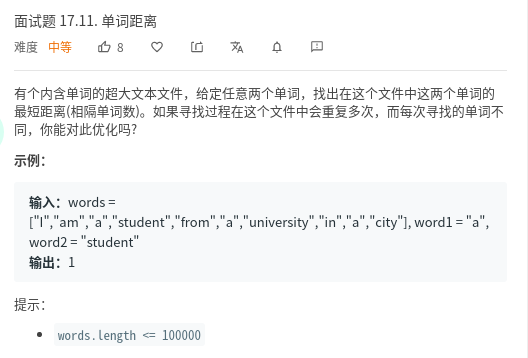 面试题 17.11. 单词距离
难度 中等 8
有个内含单词的超大文本文件，给定任意两个单词，找出在这个文件中这两个单词的
最短距离(相隔单词数)。如果寻找过程在这个文件中会重复多次，而每次寻找的单词不
同，你能对此优化吗?
示例：
输入：words =
["I","am","a","student","from","a","university","in","a","city"], word1 = "a",
word2 = "student"
输出：1
提示：
words.length <= 100000